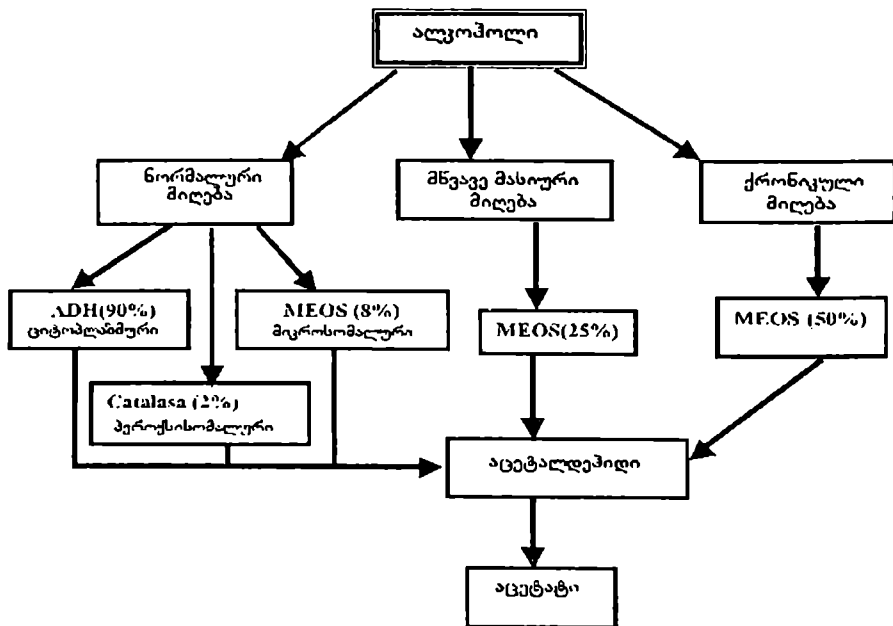 ალკოჰოლი
ნორმალური
მიღება
მწვავე მასიური
მიღება
ქრონიკული
მიღება
ADH(90%)
ციტოპლაზმური
MEOS (8%)
მიკროსომალური
MEOS(25%)
MEOS (50%)
Catalasa (2%)
პეროქსისომალური
აცეტალდეჰიდი
აცეტატი